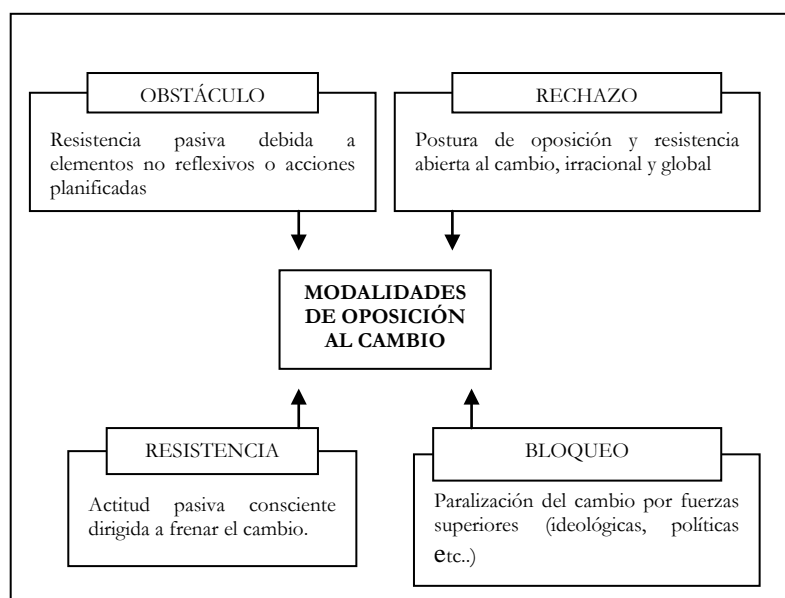 OBSTÁCULO
Resistencia pasiva debida a
elementos no reflexivos o acciones
planificadas
RECHAZO
Postura de oposición y resistencia
abierta al cambio, irracional y global
MODALIDADES
DE OPOSICIÓN
AL CAMBIO
RESISTENCIA
Actitud pasiva consciente
dirigida a frenar el cambio.
BLOQUEO
Paralización del cambio por fuerzas
superiores (ideológicas, políticas
etc..)